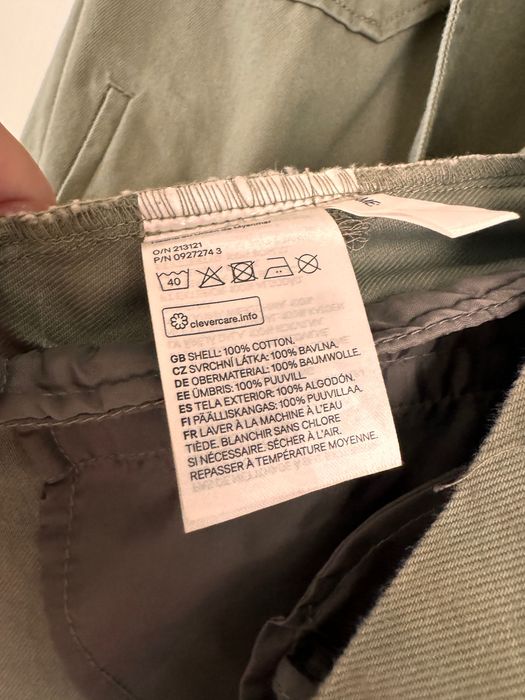 O/N 213121
P/N 0927274 3
40
clevercare.info
GB SHELL: 100% COTTON.
CZ SVRCHNÍ LÁTKA: 100% BAVLNA.
DE OBERMATERIAL: 100% BAUMWOLLE.
EE ÜMBRIS: 100% PUUVILL.
ES TELA EXTERIOR: 100% ALGODÓN.
FI PÄÄLLISKANGAS: 100% PUUVILLAA.
FR LAVER À LA MACHINE À L'EAU
TIÈDE. BLANCHIR SANS CHLORE
SI NÉCESSAIRE. SÉCHER À L'AIR.
REPASSER À TEMPÉRATURE MOYENNE.